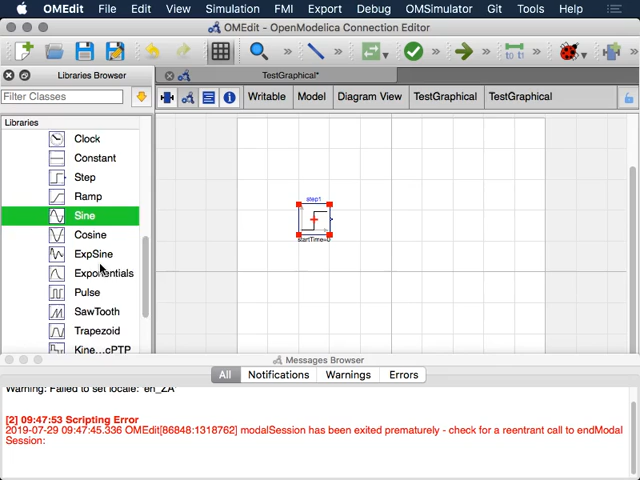 OMEdit File Edit View Simulation FMI Export Debug OMSimulator Git Tools Help
OMEdit - OpenModelica Connection Editor
Libraries Browser
TestGraphical*
Filter Classes
Writable Model Diagram View TestGraphical TestGraphical
Libraries
Clock
Constant
Step
Ramp
Sine
Cosine
ExpSine
Exponentials
Pulse
SawTooth
Trapezoid
Kine...cPTP
step1
startTime=0
Messages Browser
All Notifications Warnings Errors
Warning: Failed to set locale: 'en_ZA'
[2] 09:47:53 Scripting Error
2019-07-29 09:47:45.336 OMEdit[86848:1318762] modalSession has been exited prematurely - check for a reentrant call to endModal
Session: